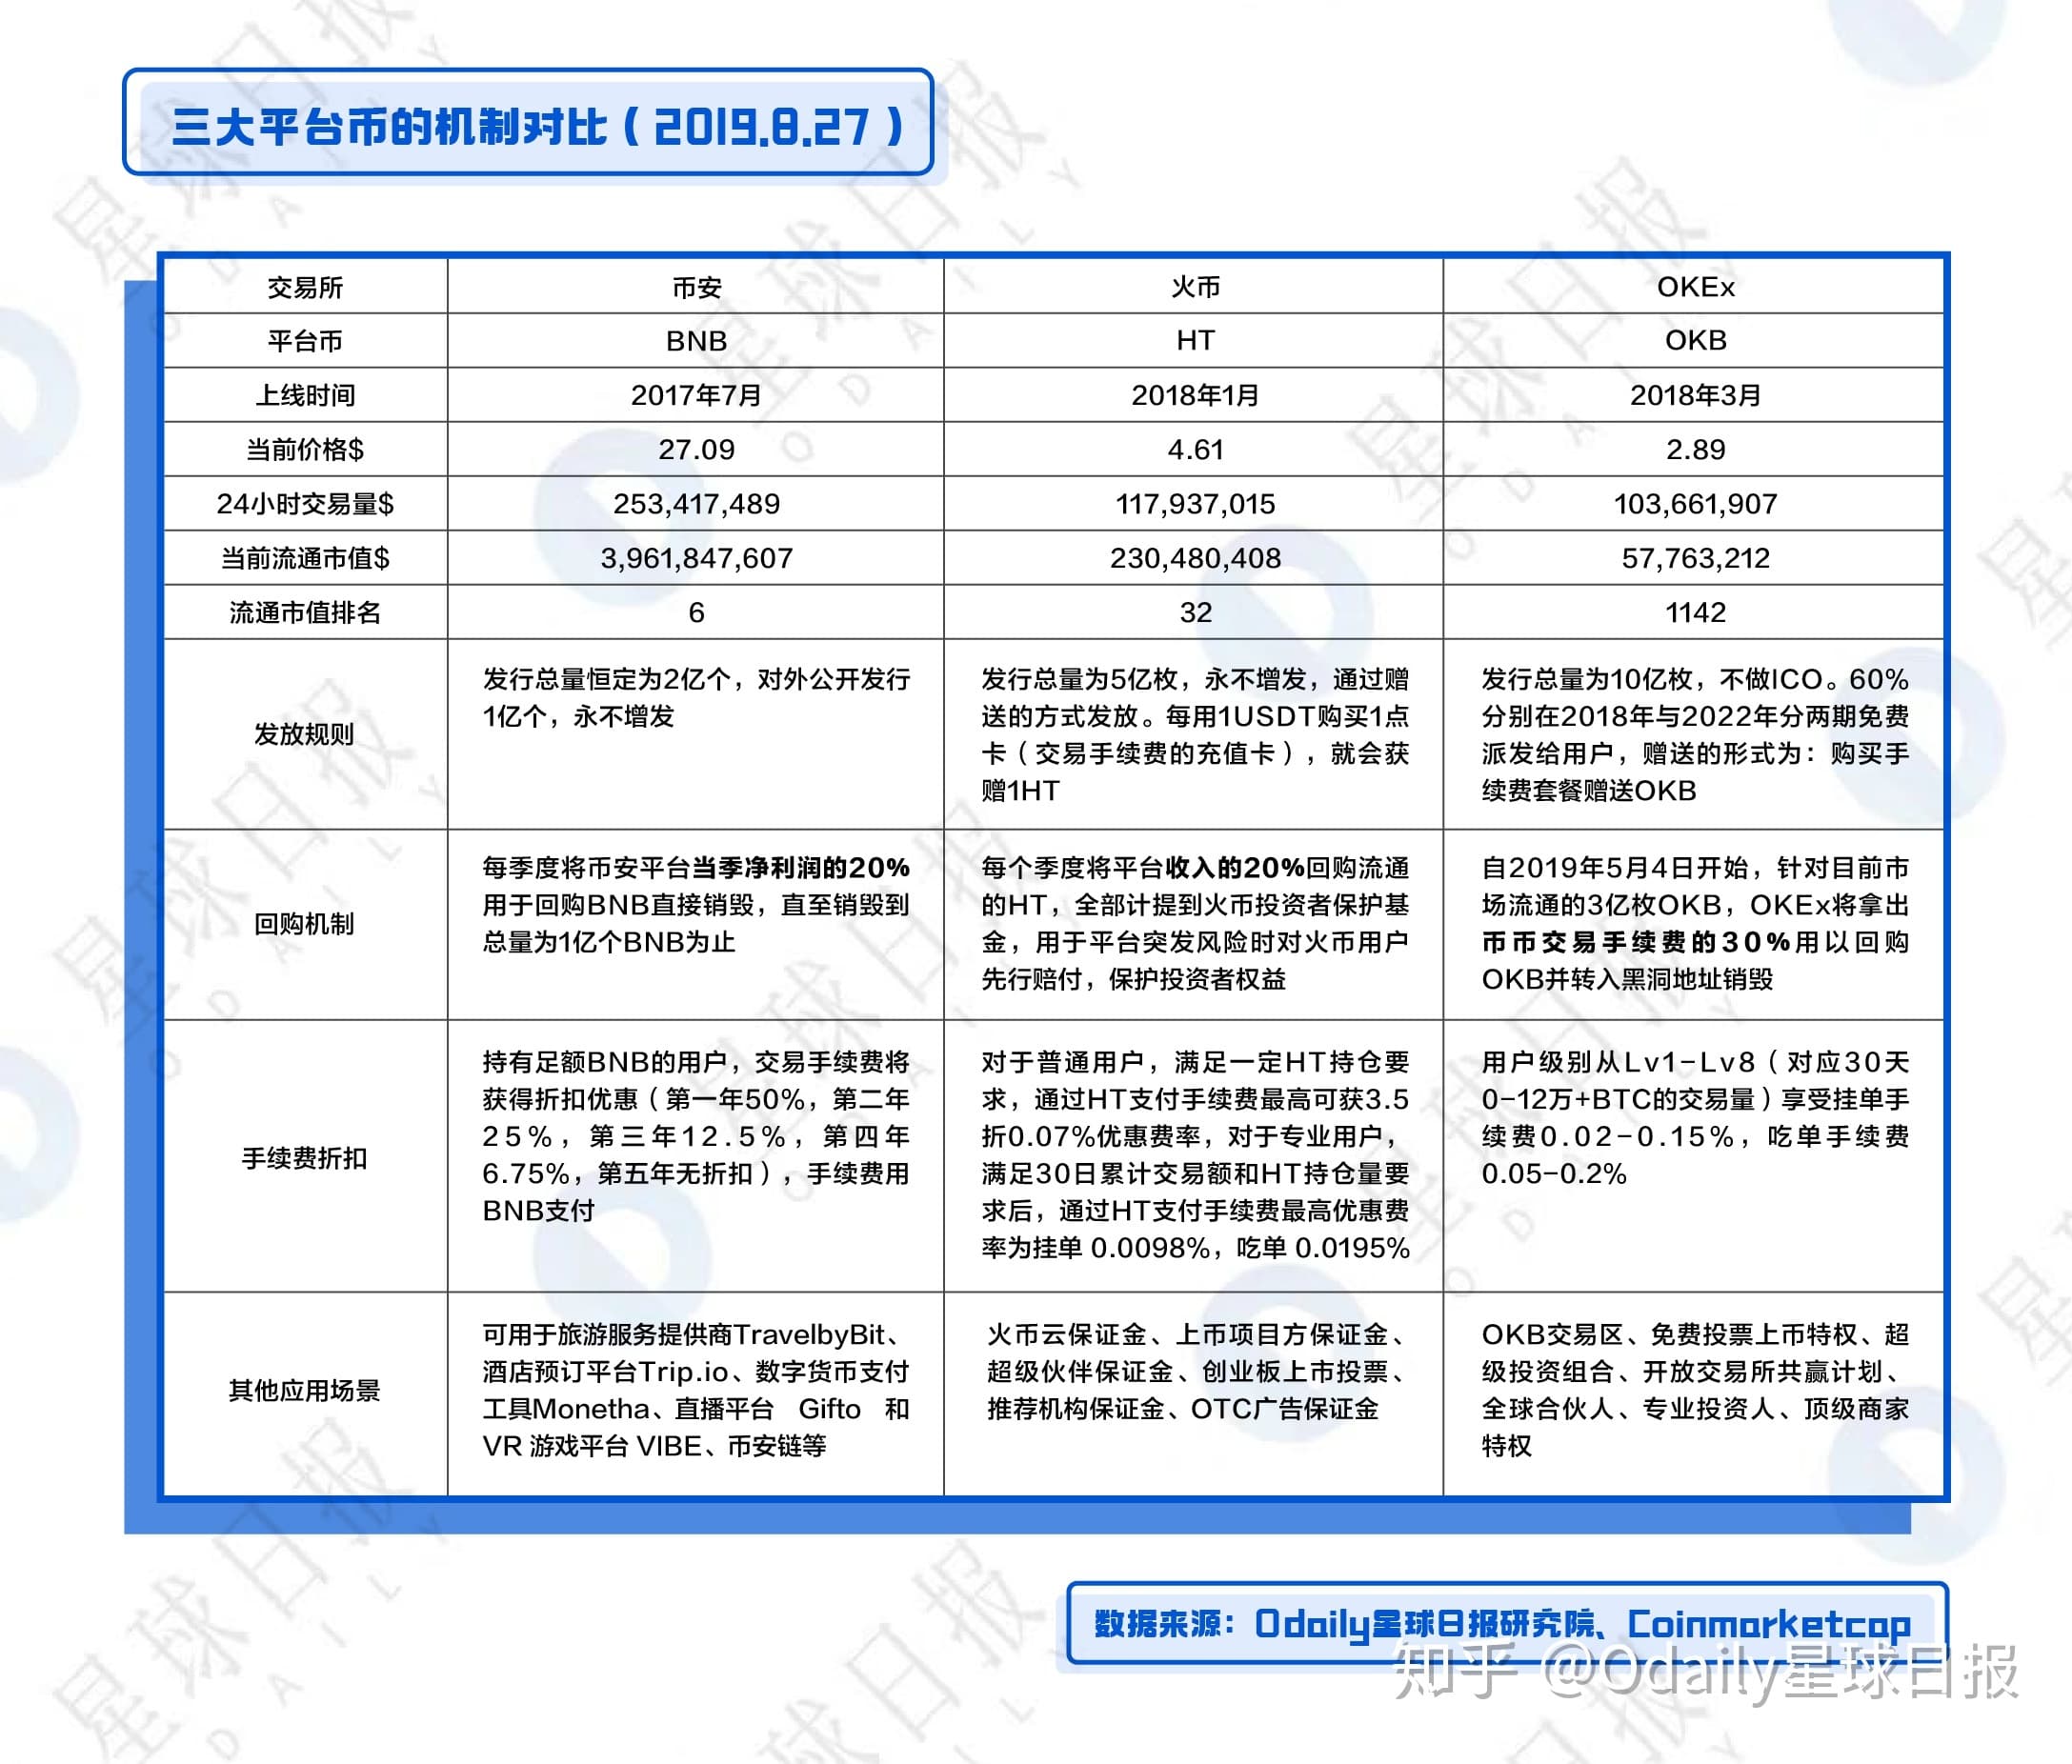 三大平台币的机制对比（2019.8.27）
交易所 币安 火币 OKEx
平台币 BNB HT OKB
上线时间 2017年7月 2018年1月 2018年3月
当前价格$ 27.09 4.61 2.89
24小时交易量$ 253,417,489 117,937,015 103,661,907
当前流通市值$ 3,961,847,607 230,480,408 57,763,212
流通市值排名 6 32 1142
发放规则
发行总量恒定为2亿个，对外公开发行
1亿个，永不增发
发行总量为5亿枚，永不增发，通过赠
送的方式发放。每用1USDT购买1点
卡（交易手续费的充值卡），就会获
赠1HT
发行总量为10亿枚，不做ICO。60%
分别在2018年与2022年分两期免费
派发给用户，赠送的形式为：购买手
续费套餐赠送OKB
回购机制
每季度将币安平台当季净利润的20%
用于回购BNB直接销毁，直至销毁到
总量为1亿个BNB为止
每个季度将平台收入的20%回购流通
的HT，全部计提到火币投资者保护基
金，用于平台突发风险时对火币用户
先行赔付，保护投资者权益
自2019年5月4日开始，针对目前市
场流通的3亿枚OKB，OKEx将拿出
币币交易手续费的30%用以回购
OKB并转入黑洞地址销毁
手续费折扣
持有足额BNB的用户，交易手续费将
获得折扣优惠（第一年50%，第二年
25%，第三年12.5%，第四年
6.75%，第五年无折扣），手续费用
BNB支付
对于普通用户，满足一定HT持仓要
求，通过HT支付手续费最高可获3.5
折0.07%优惠费率，对于专业用户，
满足30日累计交易额和HT持仓量要
求后，通过HT支付手续费最高优惠费
率为挂单 0.0098%，吃单 0.0195%
用户级别从Lv1-Lv8（对应30天
0-12万+BTC的交易量）享受挂单手
续费0.02-0.15%，吃单手续费
0.05-0.2%
其他应用场景
可用于旅游服务提供商TravelbyBit、
酒店预订平台Trip.io、数字货币支付
工具Monetha、直播平台 Gifto 和
VR 游戏平台 VIBE、币安链等
火币云保证金、上币项目方保证金、
超级伙伴保证金、创业板上市投票、
推荐机构保证金、OTC广告保证金
OKB交易区、免费投票上币特权、超
级投资组合、开放交易所共赢计划、
全球合伙人、专业投资人、顶级商家
特权
数据来源：Odaily星球日报研究院、Coinmarketcap
知乎 @Odaily星球日报
星球日报
ODAILY